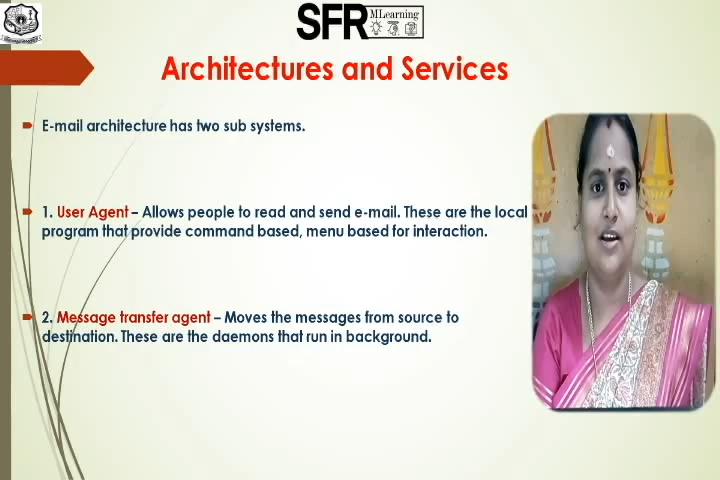 SFR MLearning
Architectures and Services
E-mail architecture has two sub systems.
1. User Agent – Allows people to read and send e-mail. These are the local
program that provide command based, menu based for interaction.
2. Message transfer agent – Moves the messages from source to
destination. These are the daemons that run in background.